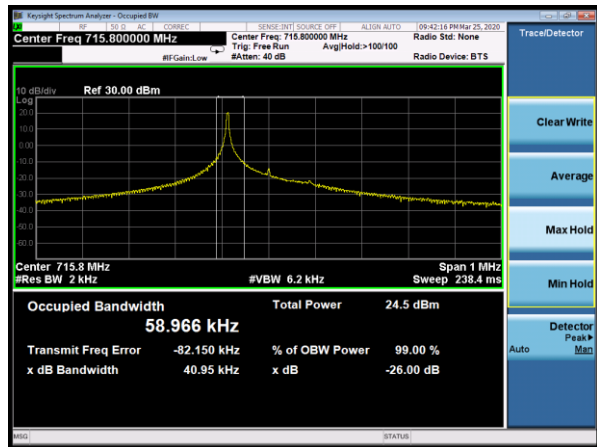 Keysight Spectrum Analyzer - Occupied BW
RF 50 Ω AC CORREC SENSE:INT SOURCE OFF ALIGN AUTO 09:42:16 PMMar 25, 2020
Center Freq 715.800000 MHz
Center Freq: 715.800000 MHz
Radio Std: None
Trig: Free Run Avg|Hold:>100/100
#IFGain:Low #Atten: 40 dB Radio Device: BTS
Trace/Detector
10 dB/div Ref 30.00 dBm
Log
20.0
10.0
0.00
-10.0
-20.0
-30.0
-40.0
-50.0
-60.0
Center 715.8 MHz Span 1 MHz
#Res BW 2 kHz #VBW 6.2 kHz Sweep 238.4 ms
Occupied Bandwidth Total Power 24.5 dBm
58.966 kHz
Transmit Freq Error -82.150 kHz % of OBW Power 99.00 %
x dB Bandwidth 40.95 kHz x dB -26.00 dB
Clear Write
Average
Max Hold
Min Hold
Detector
Peak▶
Auto Man
MSG STATUS